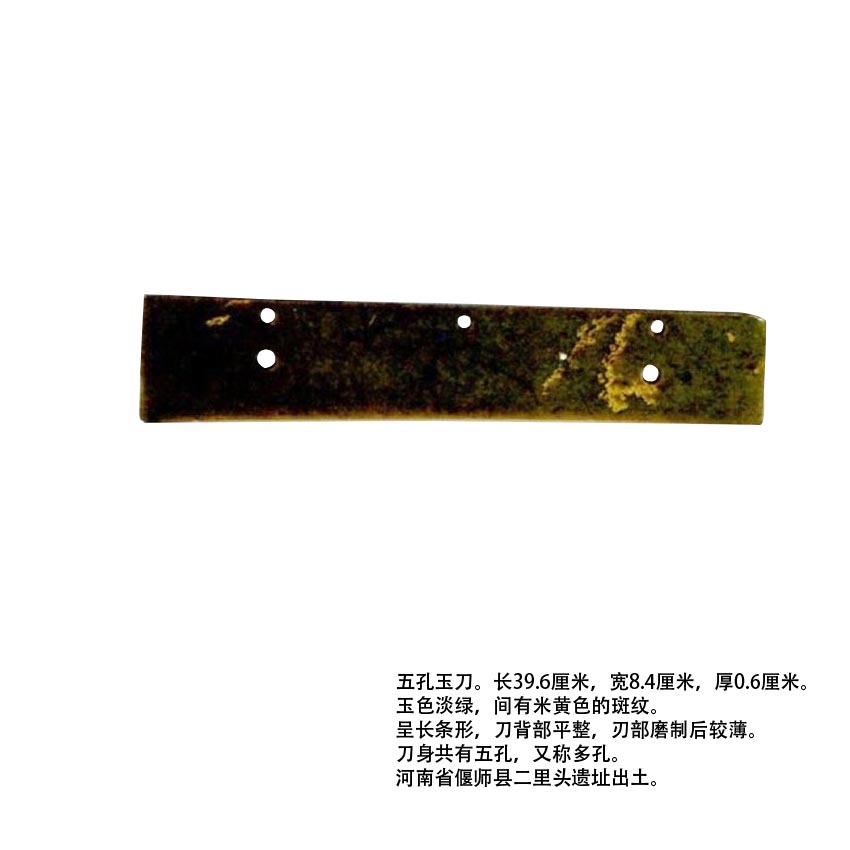 五孔玉刀。长39.6厘米，宽8.4厘米，厚0.6厘米。
玉色淡绿，间有米黄色的斑纹。
呈长条形，刀背部平整，刃部磨制后较薄。
刀身共有五孔，又称多孔。
河南省偃师县二里头遗址出土。